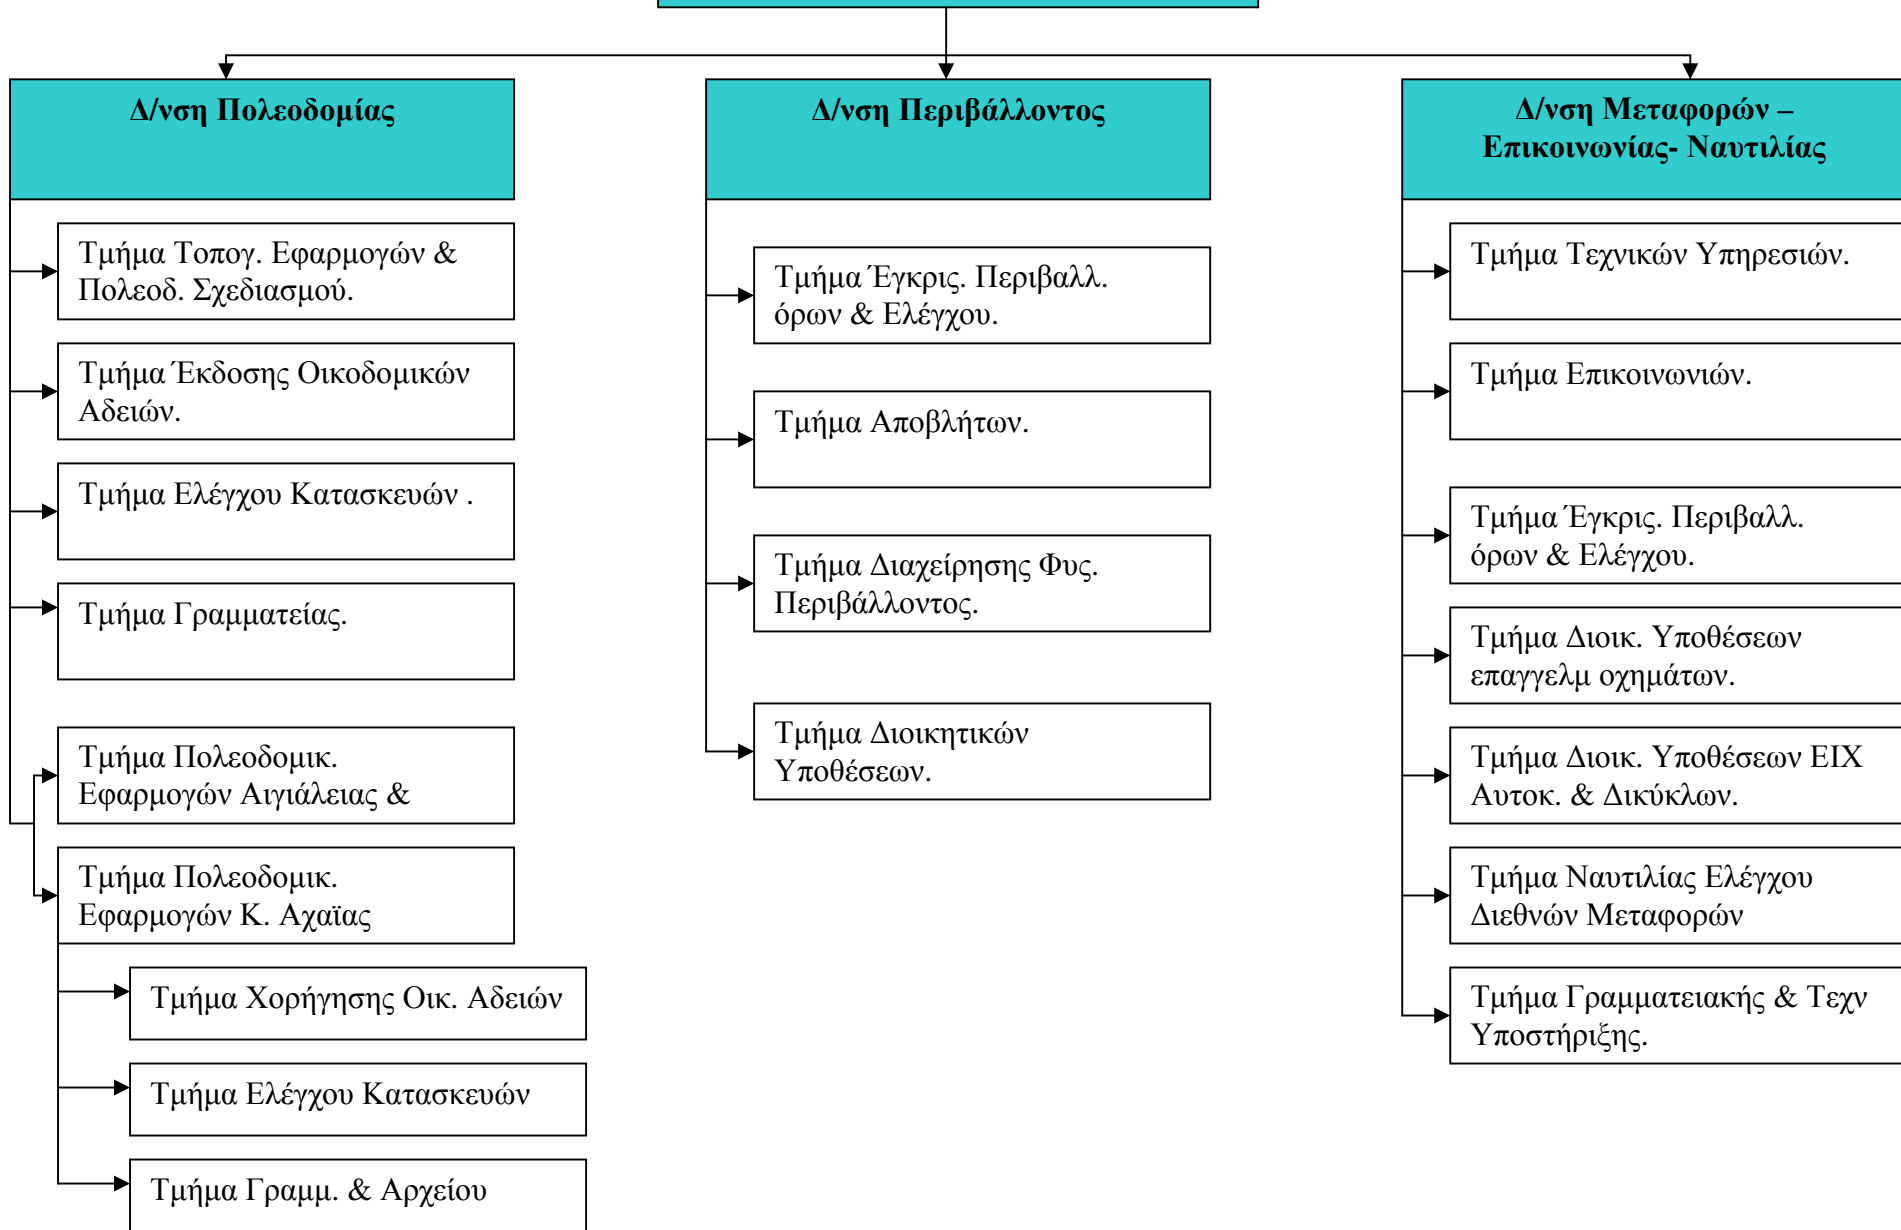 Δ/νση Πολεοδομίας
Τμήμα Τοπογ. Εφαρμογών &
Πολεοδ. Σχεδιασμού.
Τμήμα Έκδοσης Οικοδομικών
Αδειών.
Τμήμα Ελέγχου Κατασκευών .
Τμήμα Γραμματείας.
Τμήμα Πολεοδομικ.
Εφαρμογών Αιγιάλειας &
Τμήμα Πολεοδομικ.
Εφαρμογών Κ. Αχαΐας
Τμήμα Χορήγησης Οικ. Αδειών
Τμήμα Ελέγχου Κατασκευών
Τμήμα Γραμμ. & Αρχείου
Δ/νση Περιβάλλοντος
Τμήμα Έγκρις. Περιβαλλ.
όρων & Ελέγχου.
Τμήμα Αποβλήτων.
Τμήμα Διαχείρησης Φυς.
Περιβάλλοντος.
Τμήμα Διοικητικών
Υποθέσεων.
Δ/νση Μεταφορών –
Επικοινωνίας- Ναυτιλίας
Τμήμα Τεχνικών Υπηρεσιών.
Τμήμα Επικοινωνιών.
Τμήμα Έγκρις. Περιβαλλ.
όρων & Ελέγχου.
Τμήμα Διοικ. Υποθέσεων
επαγγελμ οχημάτων.
Τμήμα Διοικ. Υποθέσεων ΕΙΧ
Αυτοκ. & Δικύκλων.
Τμήμα Ναυτιλίας Ελέγχου
Διεθνών Μεταφορών
Τμήμα Γραμματειακής & Τεχν
Υποστήριξης.